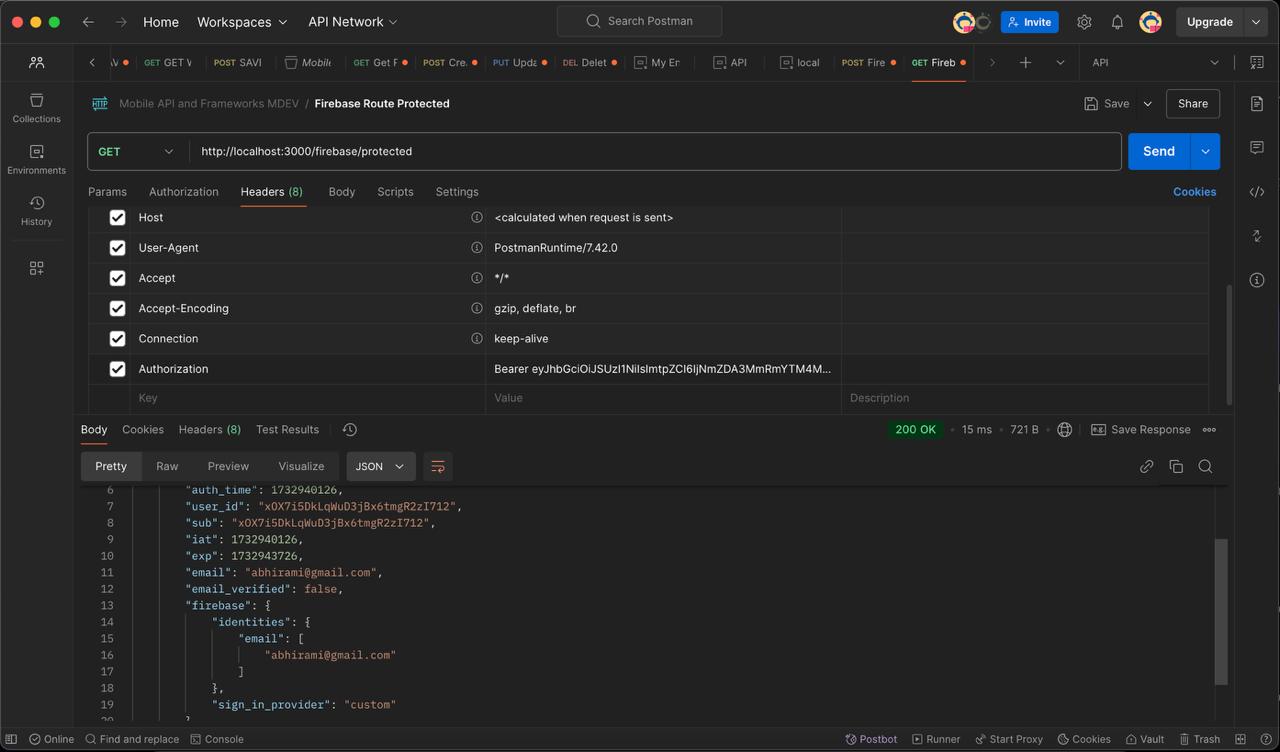 Home Workspaces API Network Search Postman Invite Upgrade
GET GET V POST SAVI Mobile Get F POST Cre. PUT Upda DEL Delet My Er API local POST Fire GET Fireb API
Mobile API and Frameworks MDEV / Firebase Route Protected Save Share
GET http://localhost:3000/firebase/protected Send
Params Authorization Headers (8) Body Scripts Settings Cookies
Collections
Environments
History
Host <calculated when request is sent>
User-Agent PostmanRuntime/7.42.0
Accept */*
Accept-Encoding gzip, deflate, br
Connection keep-alive
Authorization Bearer eyJhbGciOiJSUzI1NiIsImtpZCI6IjNmZDA3MmRmYTM4M...
Key Value Description
Body Cookies Headers (8) Test Results 200 OK • 15 ms • 721 B Save Response
Pretty Raw Preview Visualize JSON
6 "auth_time": 1732940126,
7 "user_id": "xOX7i5DkLqWuD3jBx6tmgR2zI712",
8 "sub": "xOX7i5DkLqWuD3jBx6tmgR2zI712",
9 "iat": 1732940126,
10 "exp": 1732943726,
11 "email": "abhirami@gmail.com",
12 "email_verified": false,
13 "firebase": {
14 "identities": {
15 "email": [
16 "abhirami@gmail.com"
17 ]
18 },
19 "sign_in_provider": "custom"
20 }
Online Find and replace Console Postbot Runner Start Proxy Cookies Vault Trash